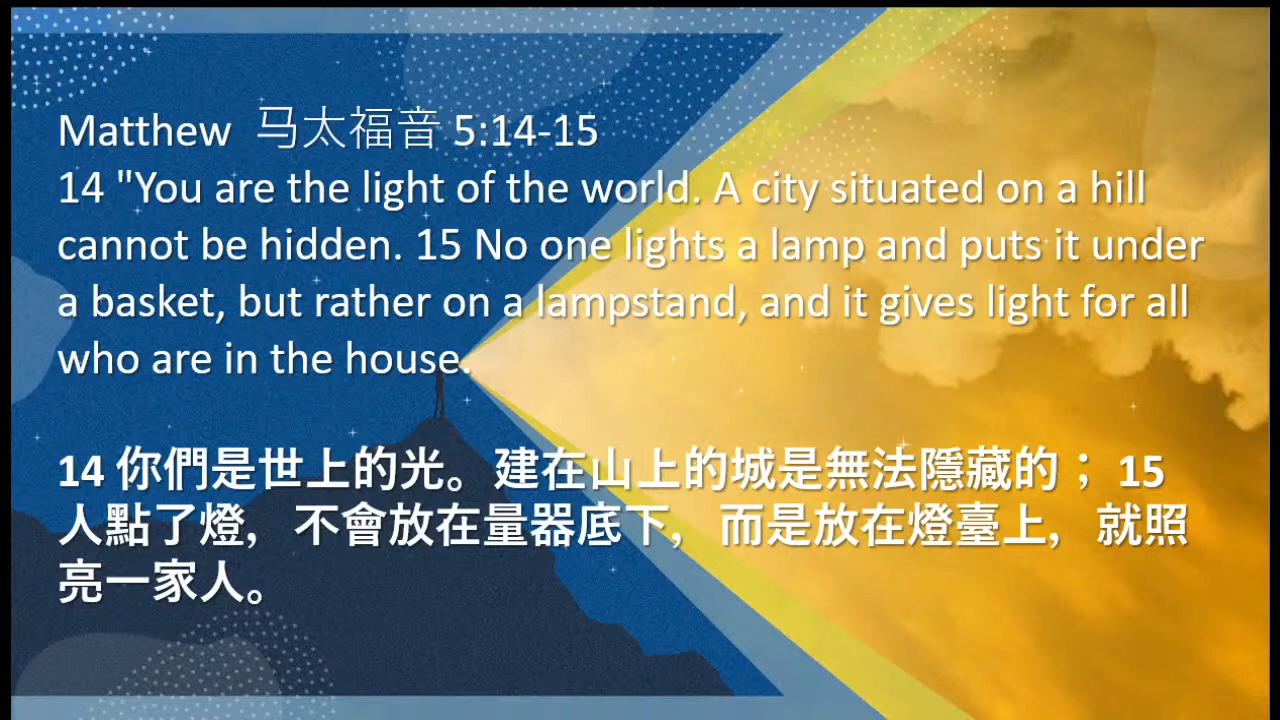 Matthew 马太福音 5:14-15
14 "You are the light of the world. A city situated on a hill
cannot be hidden. 15 No one lights a lamp and puts it under
a basket, but rather on a lampstand, and it gives light for all
who are in the house.
14 你們是世上的光。建在山上的城是無法隱藏的；15
人點了燈，不會放在量器底下，而是放在燈臺上，就照
亮一家人。